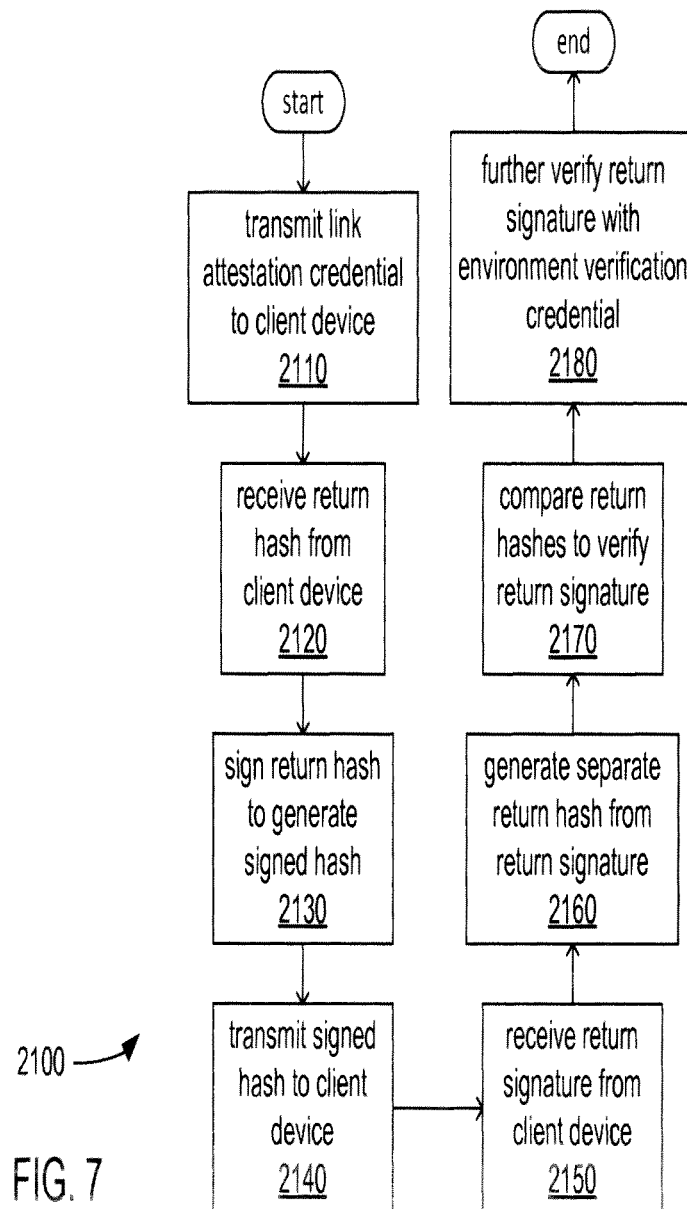 start
transmit link
attestation credential
to client device
2110
receive return
hash from
client device
2120
sign return hash
to generate
signed hash
2130
transmit signed
hash to client
device
2140
receive return
signature from
client device
2150
generate separate
return hash from
return signature
2160
compare return
hashes to verify
return signature
2170
further verify return
signature with
environment verification
credential
2180
end
2100
FIG. 7